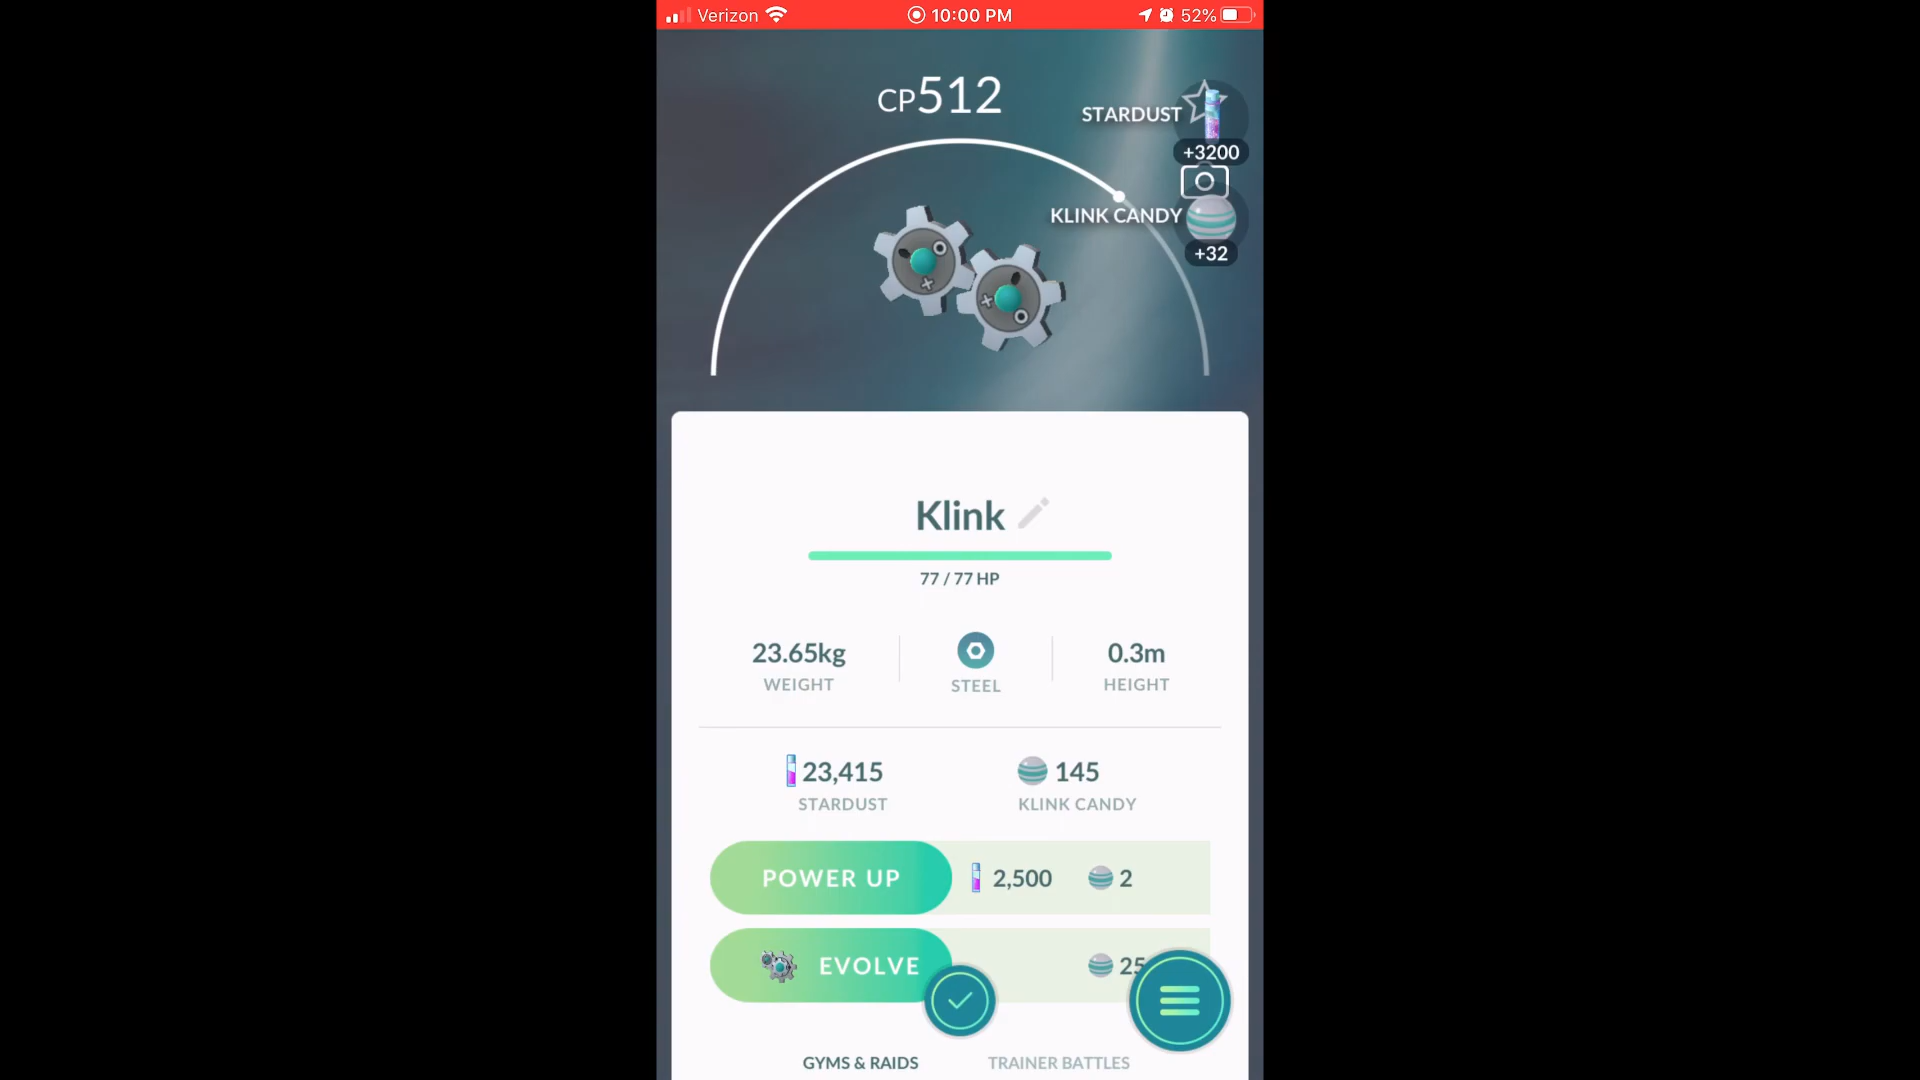 Verizon 10:00 PM 52%
CP512
STARDUST
+3200
KLINK CANDY
+32
Klink
77 / 77 HP
23.65kg
WEIGHT
STEEL
0.3m
HEIGHT
23,415
STARDUST
145
KLINK CANDY
POWER UP 2,500 2
EVOLVE 25
GYMS & RAIDS TRAINER BATTLES